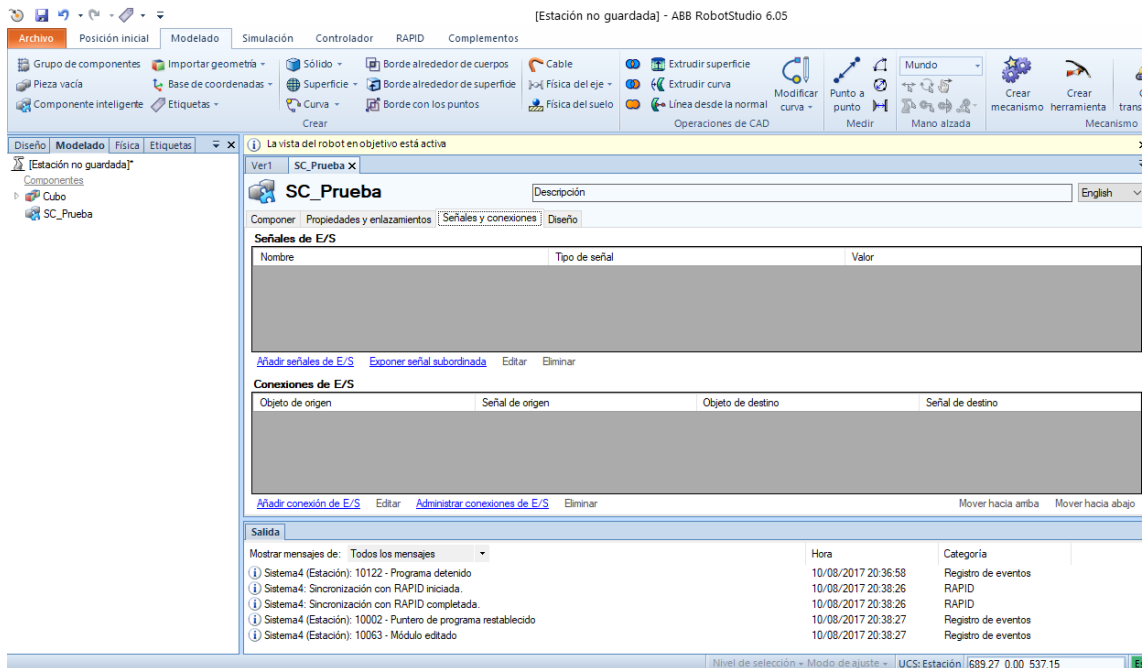 [Estación no guardada] - ABB RobotStudio 6.05
Archivo Posición inicial Modelado Simulación Controlador RAPID Complementos
Grupo de componentes Importar geometría Sólido Borde alrededor de cuerpos Cable Extrudir superficie Mundo
Pieza vacía Base de coordenadas Superficie Borde alrededor de superficie Física del eje Extrudir curva Modificar curva Punto a punto Crear mecanismo Crear herramienta
Componente inteligente Etiquetas Curva Borde con los puntos Física del suelo Línea desde la normal trans
Crear Operaciones de CAD Medir Mano alzada Mecanismo
Diseño Modelado Física Etiquetas La vista del robot en objetivo está activa
[Estación no guardada]* Ver1 SC_Prueba
Componentes
Cubo
SC_Prueba
SC_Prueba Descripción English
Componer Propiedades y enlazamientos Señales y conexiones Diseño
Señales de E/S
Nombre Tipo de señal Valor
Añadir señales de E/S Exponer señal subordinada Editar Eliminar
Conexiones de E/S
Objeto de origen Señal de origen Objeto de destino Señal de destino
Añadir conexión de E/S Editar Administrar conexiones de E/S Eliminar Mover hacia arriba Mover hacia abajo
Salida
Mostrar mensajes de: Todos los mensajes Hora Categoría
Sistema4 (Estación): 10122 - Programa detenido 10/08/2017 20:36:58 Registro de eventos
Sistema4: Sincronización con RAPID iniciada. 10/08/2017 20:38:26 RAPID
Sistema4: Sincronización con RAPID completada. 10/08/2017 20:38:26 RAPID
Sistema4 (Estación): 10002 - Puntero de programa restablecido 10/08/2017 20:38:27 Registro de eventos
Sistema4 (Estación): 10063 - Módulo editado 10/08/2017 20:38:27 Registro de eventos
Nivel de selección Modo de ajuste UCS: Estación 689.27 0.00 537.15